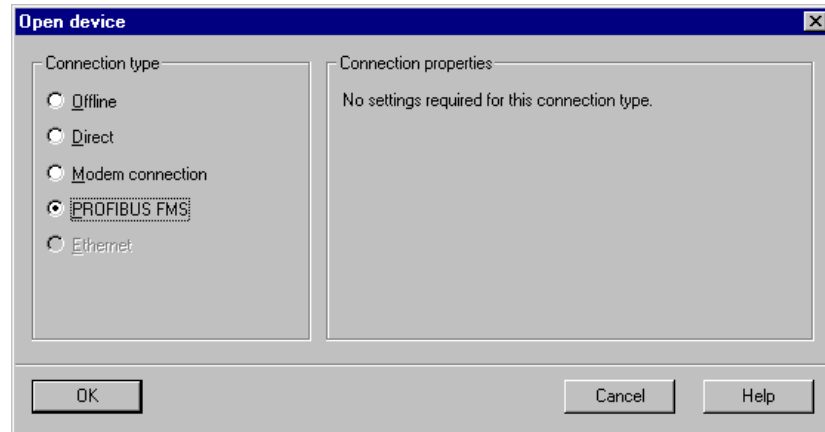 Open device
Connection type
Offline
Direct
Modem connection
PROFIBUS FMS
Ethernet
Connection properties
No settings required for this connection type.
OK
Cancel
Help